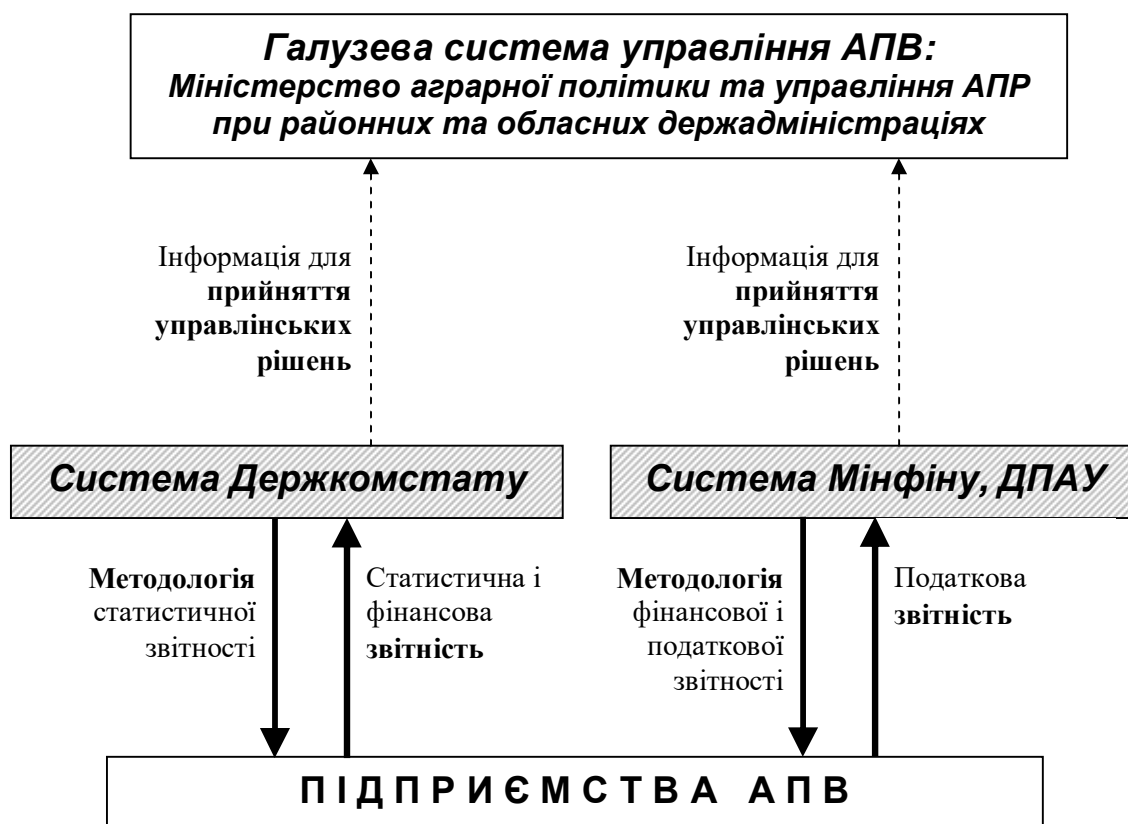 Галузева система управління АПВ:
Міністерство аграрної політики та управління АПР
при районних та обласних держадміністраціях
Інформація для
прийняття
управлінських
рішень
Інформація для
прийняття
управлінських
рішень
Система Держкомстату
Система Мінфіну, ДПАУ
Методологія
статистичної
звітності
Статистична і
фінансова
звітність
Методологія
фінансової і
податкової
звітності
Податкова
звітність
ПІДПРИЄМСТВА АПВ